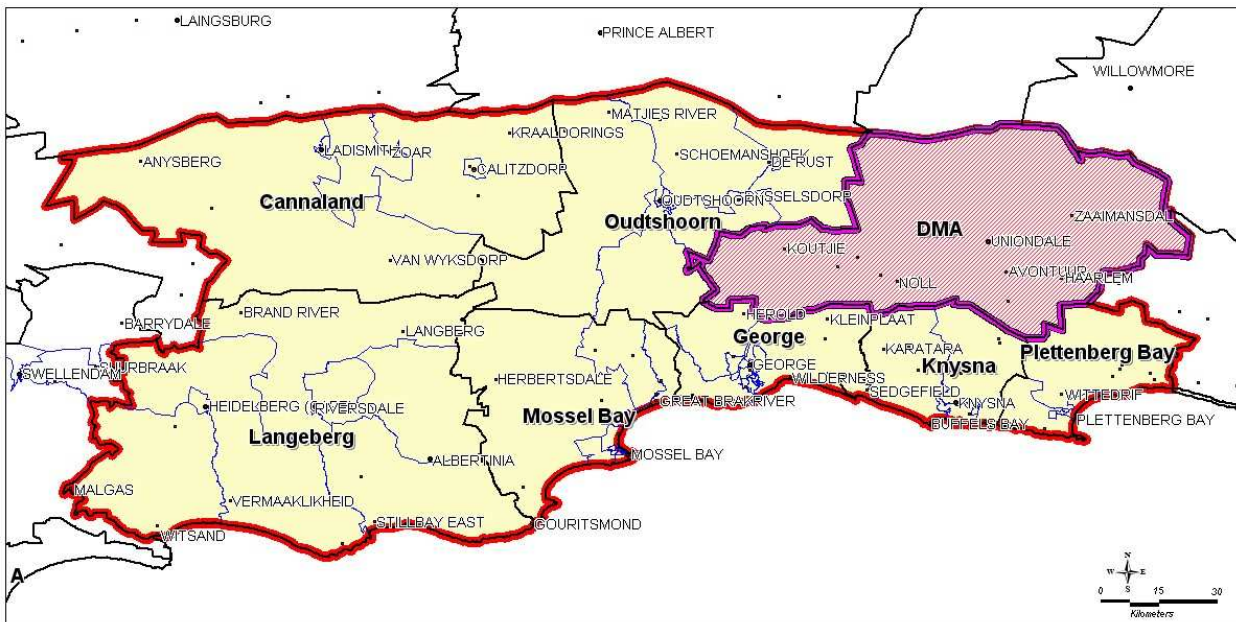 LAINGSBURG
PRINCE ALBERT
WILLOWMORE
MATJIES RIVER
KRAALDORINGS
ANYSBERG
LADISMITH
ZOAR
SCHOEMANSHOEK
DE RUST
CALITZDORP
Cannaland
OUDTSHOORN
Oudtshoorn
ZAAIMANSDAL
DMA
UNIONDALE
KOUTJIE
VAN WYKSDORP
AVONTUUR
HAARLEM
NOLL
BRAND RIVER
HEROLD
KLEINPLAAT
BARRYDALE
LANGBERG
George
KARATARA
Plettenberg Bay
GEORGE
Knysna
SWELLENDAM
SUURBRAAK
HERBERTSDALE
WILDERNESS
SEDGEFIELD
WITTEDRIF
GREAT BRAKRIVER
KNYSNA
HEIDELBERG
RIVERSDALE
Mossel Bay
BUFFELS BAY
PLETTENBERG BAY
Langeberg
MOSSEL BAY
ALBERTINIA
MALGAS
VERMAAKLIKHEID
STILLBAY EAST
GOURITSMOND
WITSAND
A
N
W E
S
0 15 30
Kilometers